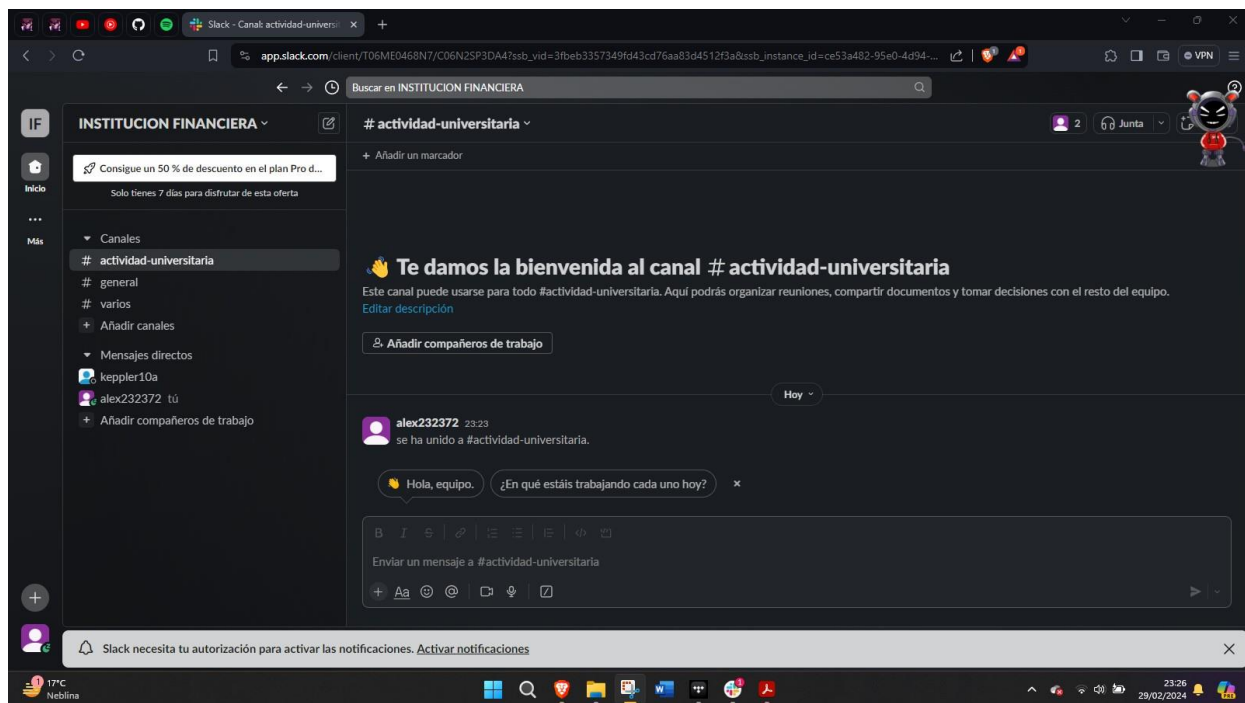 Slack - Canal: actividad-universi
app.slack.com/client/T06ME0468N7/C06N2SP3DA4?ssb_vid=3fbeb3357349fd43cd76aa83d4512f3a&ssb_instance_id=ce53a482-95e0-4d94-...
VPN
Buscar en INSTITUCION FINANCIERA
IF
INSTITUCION FINANCIERA
# actividad-universitaria
2
Junta
Consigue un 50 % de descuento en el plan Pro d...
Solo tienes 7 días para disfrutar de esta oferta
+ Añadir un marcador
Inicio
Más
Canales
# actividad-universitaria
# general
# varios
+ Añadir canales
Mensajes directos
keppler10a
alex232372 tú
+ Añadir compañeros de trabajo
👋 Te damos la bienvenida al canal # actividad-universitaria
Este canal puede usarse para todo #actividad-universitaria. Aquí podrás organizar reuniones, compartir documentos y tomar decisiones con el resto del equipo.
Editar descripción
Añadir compañeros de trabajo
Hoy
alex232372 23:23
se ha unido a #actividad-universitaria.
👋 Hola, equipo.
¿En qué estáis trabajando cada uno hoy?
B I S
Enviar un mensaje a #actividad-universitaria
+ Aa @
Slack necesita tu autorización para activar las notificaciones. Activar notificaciones
1
17°C
Neblina
23:26
29/02/2024
PRE